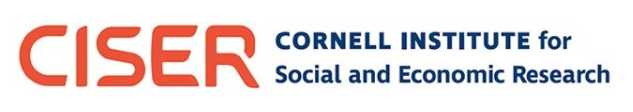 CISER
CORNELL INSTITUTE for
Social and Economic Research